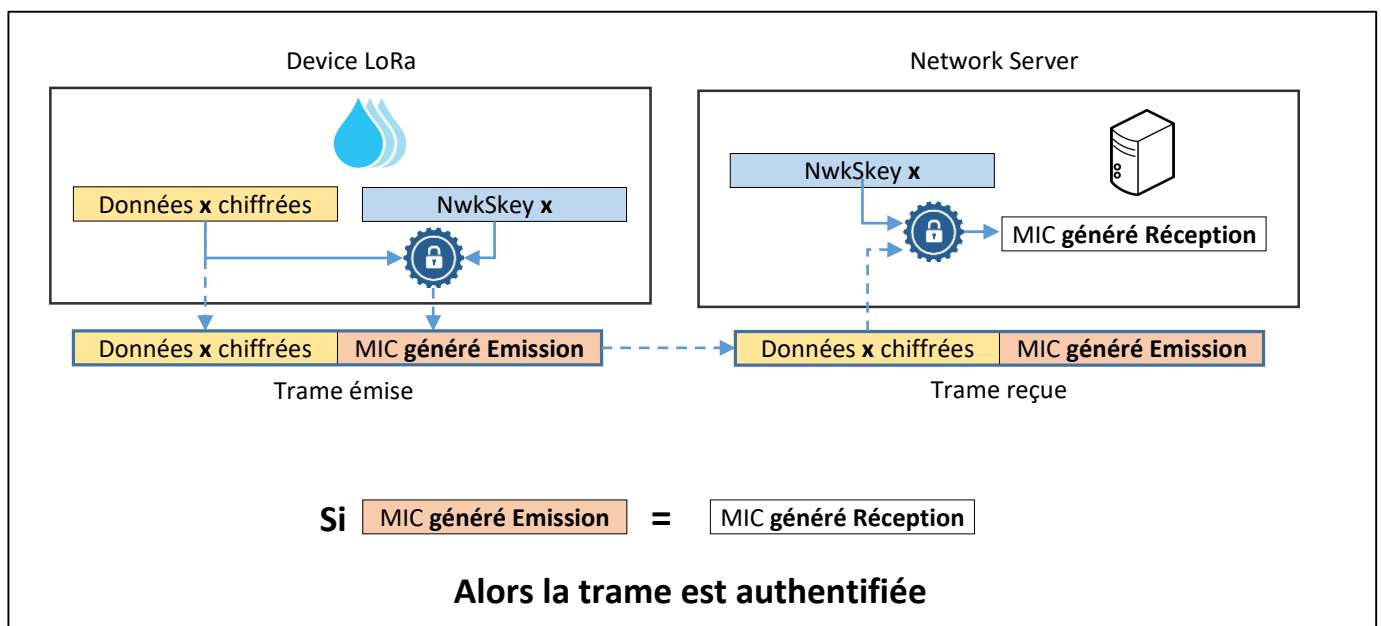 Device LoRa
Network Server
NwkSkey x
Données x chiffrées
NwkSkey x
MIC généré Réception
Données x chiffrées
MIC généré Emission
Données x chiffrées
MIC généré Emission
Trame émise
Trame reçue
Si MIC généré Emission = MIC généré Réception
Alors la trame est authentifiée